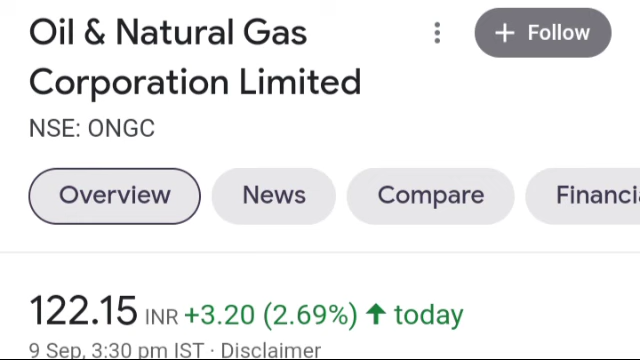 Oil & Natural Gas
Corporation Limited
+ Follow
NSE: ONGC
Overview News Compare
122.15 INR +3.20 (2.69%) ↑ today
9 Sep, 3:30 pm IST · Disclaimer